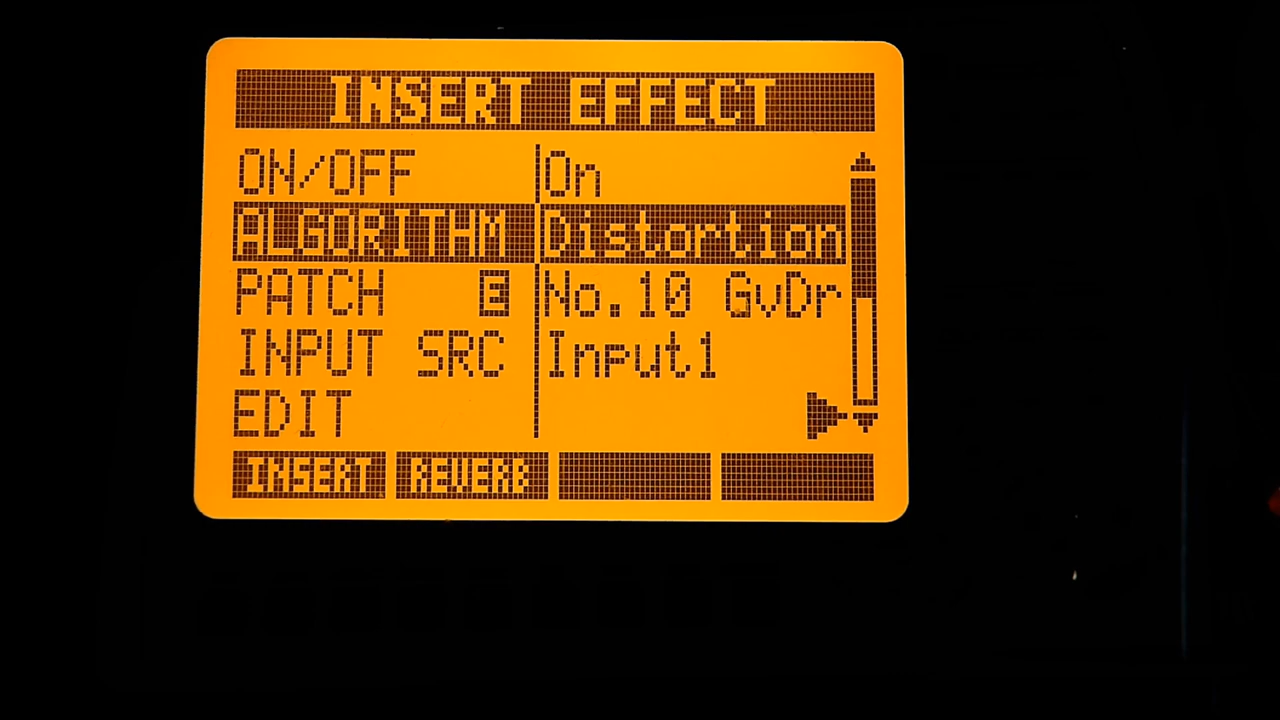 INSERT EFFECT
ON/OFF On
ALGORITHM Distortion
PATCH E No.10 GvDr
INPUT SRC Input1
EDIT
INSERT REVERB